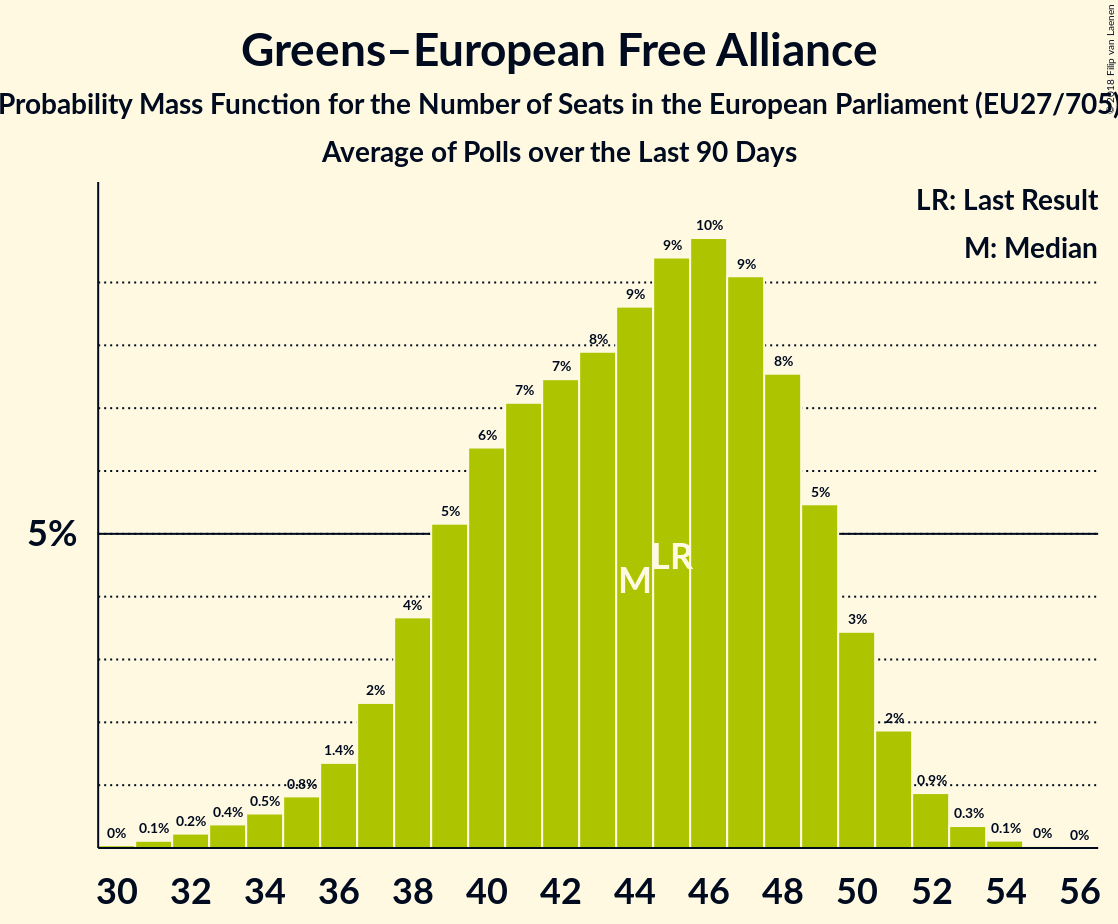 Greens–European Free Alliance
Probability Mass Function for the Number of Seats in the European Parliament (EU27/705)
Average of Polls over the Last 90 Days
© 2018 Filip van Laenen
LR: Last Result
M: Median
5%
0% 0.1% 0.2% 0.4% 0.5% 0.8% 1.4% 2% 4% 5% 6% 7% 7% 8% 9% 9% 10% 9% 8% 5% 3% 2% 0.9% 0.3% 0.1% 0% 0%
M LR
30 32 34 36 38 40 42 44 46 48 50 52 54 56